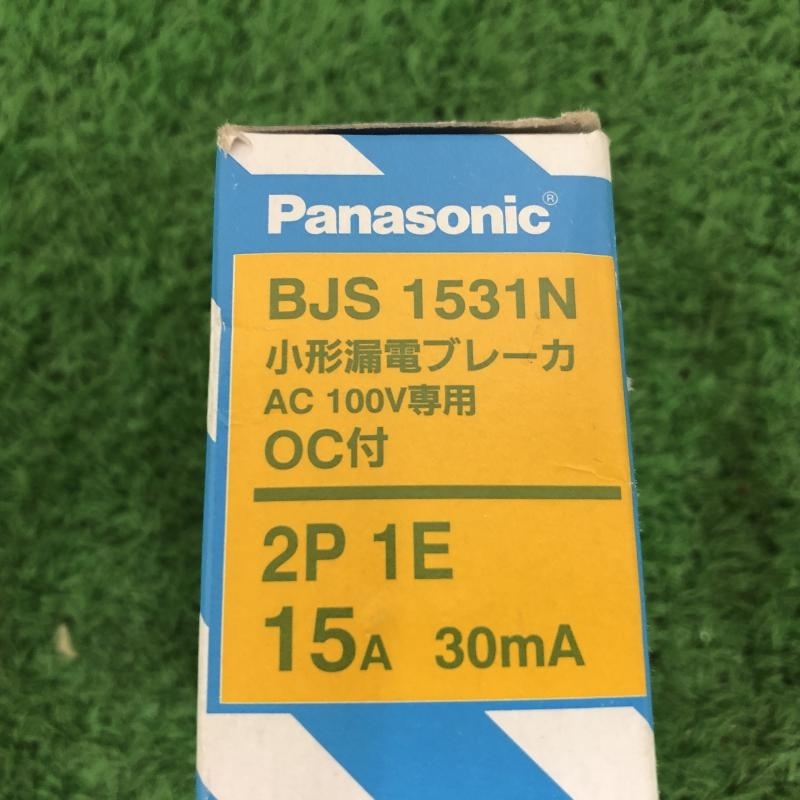 Panasonic®
BJS 1531N
小形漏電ブレーカ
AC 100V専用
OC付
2P 1E
15A 30mA